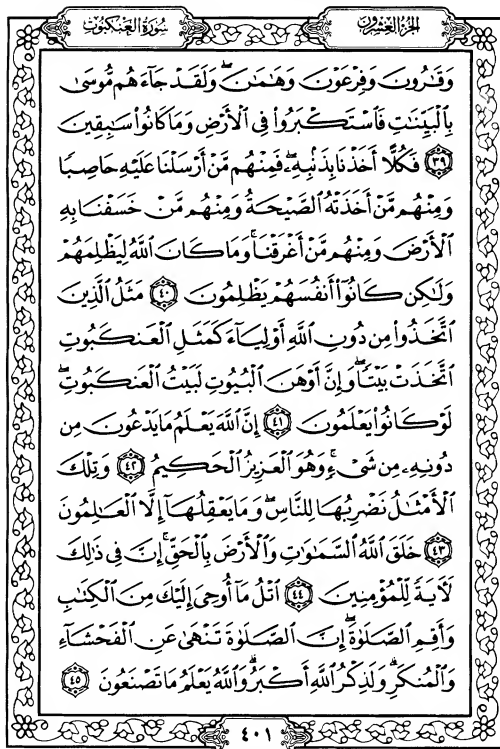 الجزء العشرون
سورة العنكبوت
وَقَٰرُونَ وَفِرْعَوْنَ وَهَٰمَٰنَ ۖ وَلَقَدْ جَآءَهُم مُّوسَىٰ
بِٱلْبَيِّنَٰتِ فَٱسْتَكْبَرُوا۟ فِى ٱلْأَرْضِ وَمَا كَانُوا۟ سَٰبِقِينَ
٣٩ فَكُلًّا أَخَذْنَا بِذَنۢبِهِۦ ۖ فَمِنْهُم مَّنْ أَرْسَلْنَا عَلَيْهِ حَاصِبًا
وَمِنْهُم مَّنْ أَخَذَتْهُ ٱلصَّيْحَةُ وَمِنْهُم مَّنْ خَسَفْنَا بِهِ
ٱلْأَرْضَ وَمِنْهُم مَّنْ أَغْرَقْنَا ۚ وَمَا كَانَ ٱللَّهُ لِيَظْلِمَهُمْ
وَلَٰكِن كَانُوٓا۟ أَنفُسَهُمْ يَظْلِمُونَ ٤٠ مَثَلُ ٱلَّذِينَ
ٱتَّخَذُوا۟ مِن دُونِ ٱللَّهِ أَوْلِيَآءَ كَمَثَلِ ٱلْعَنكَبُوتِ
ٱتَّخَذَتْ بَيْتًا ۖ وَإِنَّ أَوْهَنَ ٱلْبُيُوتِ لَبَيْتُ ٱلْعَنكَبُوتِ ۖ
لَوْ كَانُوا۟ يَعْلَمُونَ ٤١ إِنَّ ٱللَّهَ يَعْلَمُ مَا يَدْعُونَ مِن
دُونِهِۦ مِن شَىْءٍ ۚ وَهُوَ ٱلْعَزِيزُ ٱلْحَكِيمُ ٤٢ وَتِلْكَ
ٱلْأَمْثَٰلُ نَضْرِبُهَا لِلنَّاسِ ۖ وَمَا يَعْقِلُهَآ إِلَّا ٱلْعَٰلِمُونَ
٤٣ خَلَقَ ٱللَّهُ ٱلسَّمَٰوَٰتِ وَٱلْأَرْضَ بِٱلْحَقِّ ۚ إِنَّ فِى ذَٰلِكَ
لَءَايَةً لِّلْمُؤْمِنِينَ ٤٤ ٱتْلُ مَآ أُوحِىَ إِلَيْكَ مِنَ ٱلْكِتَٰبِ
وَأَقِمِ ٱلصَّلَوٰةَ ۖ إِنَّ ٱلصَّلَوٰةَ تَنْهَىٰ عَنِ ٱلْفَحْشَآءِ
وَٱلْمُنكَرِ ۗ وَلَذِكْرُ ٱللَّهِ أَكْبَرُ ۗ وَٱللَّهُ يَعْلَمُ مَا تَصْنَعُونَ ٤٥
٤٠١